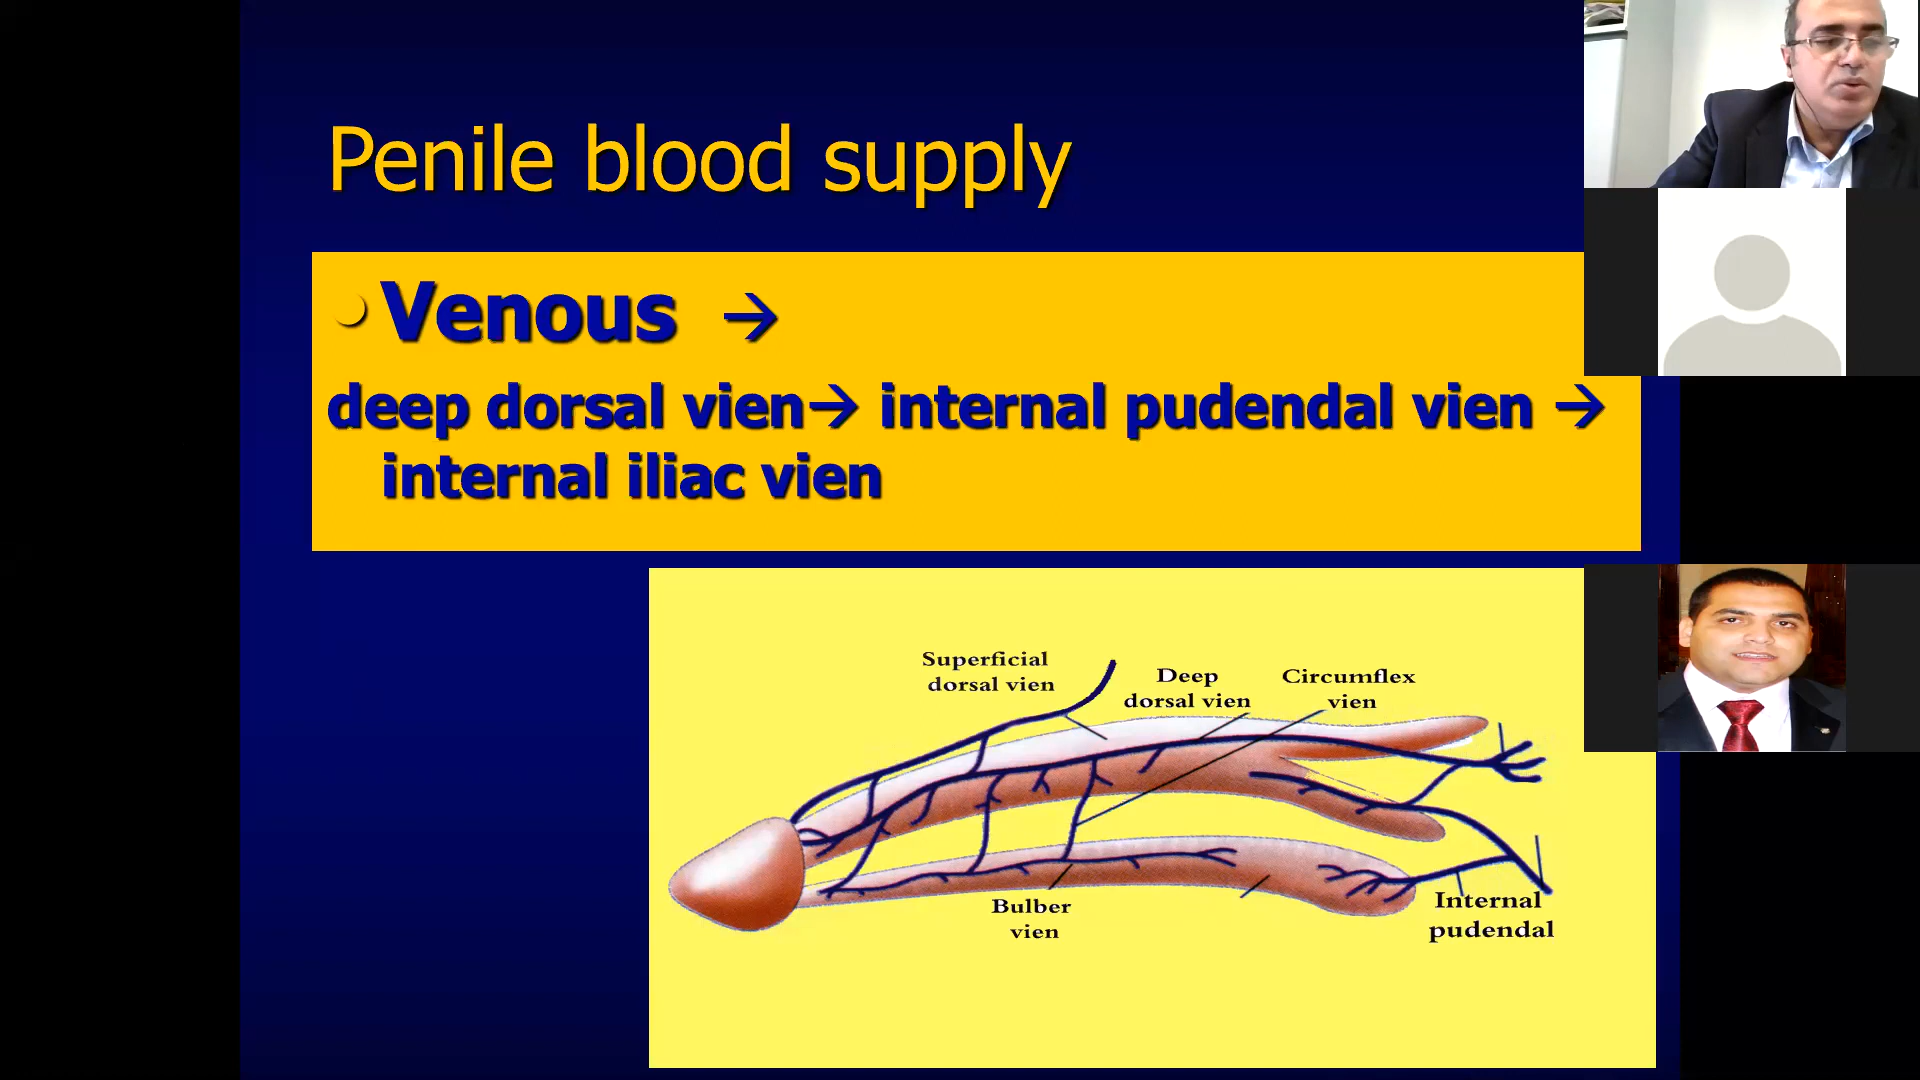 Penile blood supply
Venous →
deep dorsal vien→ internal pudendal vien →
internal iliac vien
Superficial
dorsal vien
Deep
dorsal vien
Circumflex
vien
Bulber
vien
Internal
pudendal